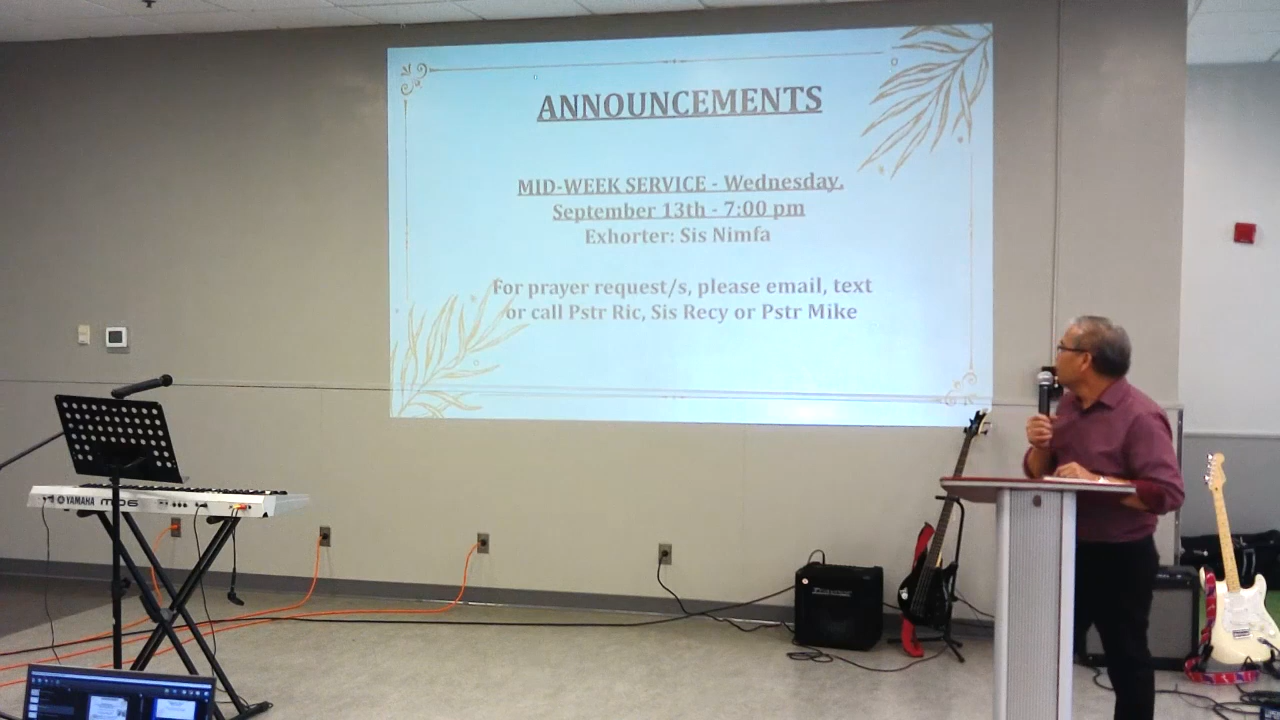 ANNOUNCEMENTS
MID-WEEK SERVICE - Wednesday,
September 13th - 7:00 pm
Exhorter: Sis Nimfa
For prayer request/s, please email, text
or call Pstr Ric, Sis Recy or Pstr Mike
YAMAHA MO6